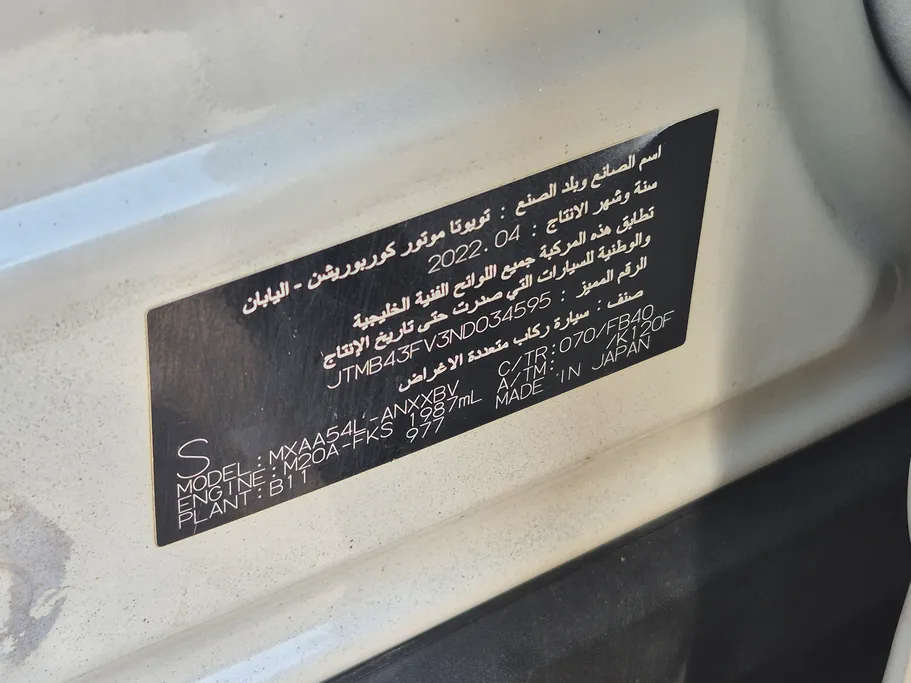 اسم الصانع وبلد الصنع : تويوتا موتور كوربوريشن - اليابان
سنة وشهر الانتاج : 2022.04
تطابق هذه المركبة جميع اللوائح الفنية الخليجية
والوطنية للسيارات التي صدرت حتى تاريخ الإنتاج
الرقم المميز : JTMB43FV3ND034595
صنف : سيارة ركاب متعددة الاغراض
S
MODEL:MXAA54L-ANXXBV C/TR:070/FB40
ENGINE:M20A-FKS 1987mL A/TM: /K120F
PLANT:B11 977 MADE IN JAPAN